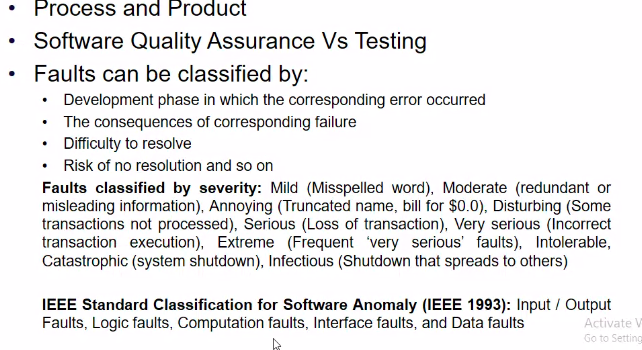 • Process and Product
• Software Quality Assurance Vs Testing
• Faults can be classified by:
• Development phase in which the corresponding error occurred
• The consequences of corresponding failure
• Difficulty to resolve
• Risk of no resolution and so on
Faults classified by severity: Mild (Misspelled word), Moderate (redundant or
misleading information), Annoying (Truncated name, bill for $0.0), Disturbing (Some
transactions not processed), Serious (Loss of transaction), Very serious (Incorrect
transaction execution), Extreme (Frequent ‘very serious’ faults), Intolerable,
Catastrophic (system shutdown), Infectious (Shutdown that spreads to others)
IEEE Standard Classification for Software Anomaly (IEEE 1993): Input / Output
Faults, Logic faults, Computation faults, Interface faults, and Data faults
Activate
Go to Setting